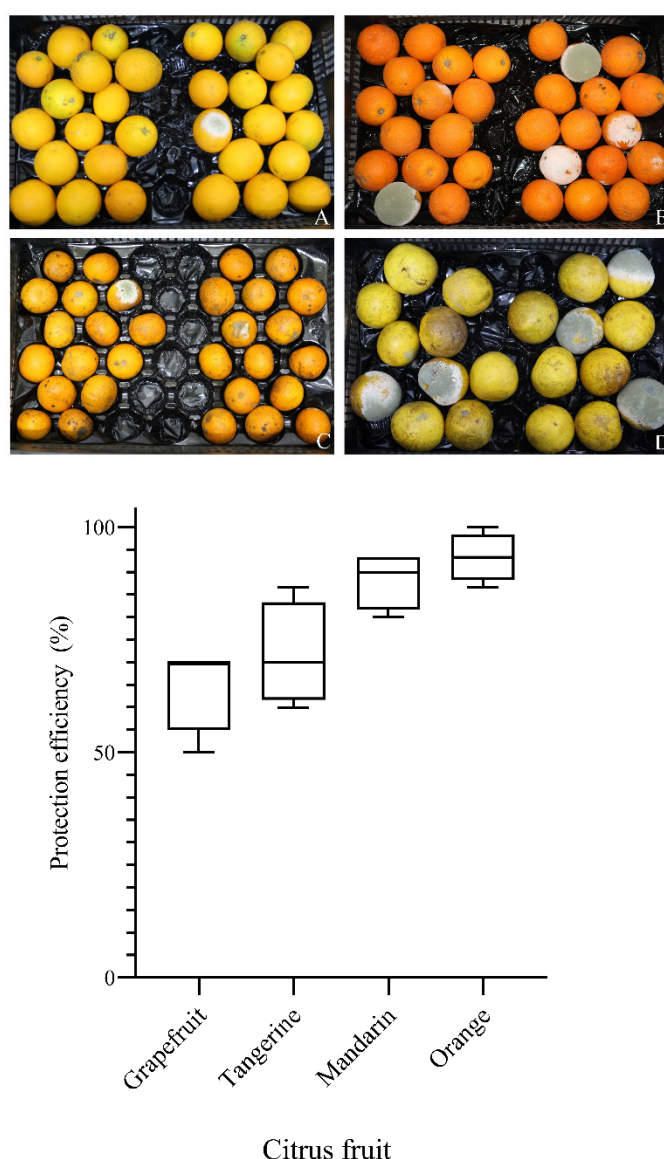 A
B
C
D
100
50
0
Protection efficiency (%)
Grapefruit
Tangerine
Mandarin
Orange
Citrus fruit